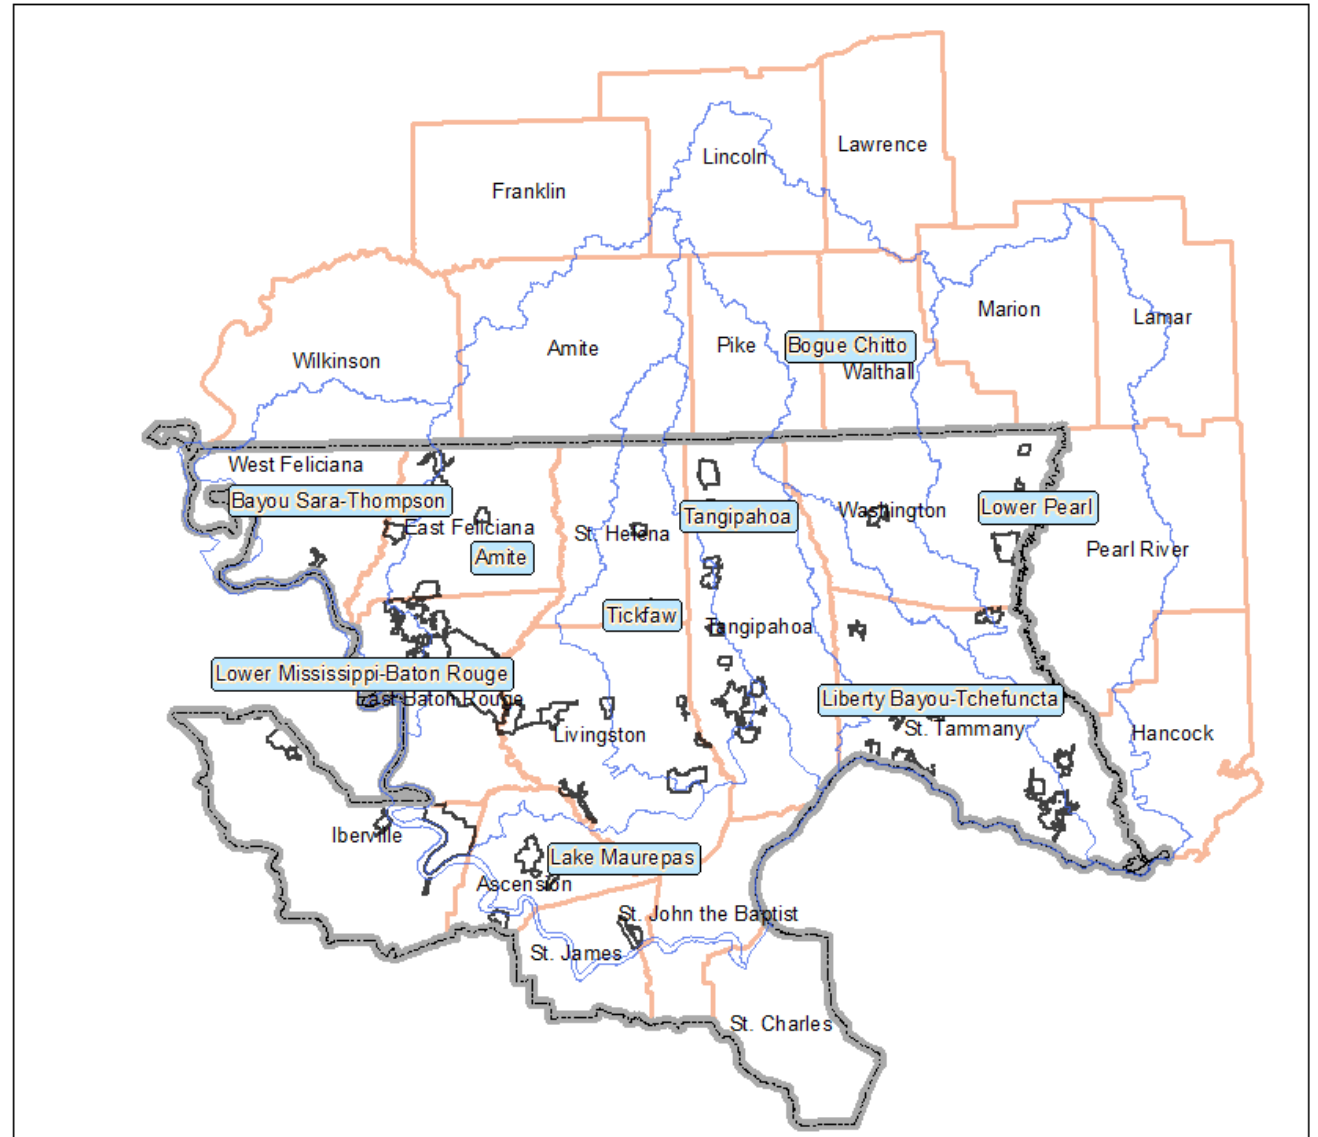 Lawrence
Lincoln
Franklin
Marion
Lamar
Wilkinson
Amite
Pike
Bogue Chitto
Walthall
West Feliciana
Bayou Sara-Thompson
East Feliciana
Amite
St. Helena
Tangipahoa
Washington
Lower Pearl
Pearl River
Tickfaw
Tangipahoa
Lower Mississippi-Baton Rouge
East Baton Rouge
Livingston
Liberty Bayou-Tchefuncta
St. Tammany
Hancock
Iberville
Lake Maurepas
Ascension
St. John the Baptist
St. James
St. Charles